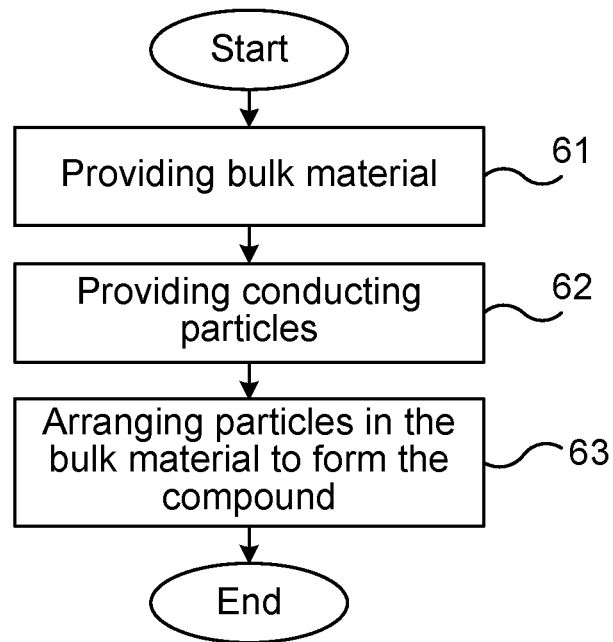 Start
Providing bulk material
61
Providing conducting
particles
62
Arranging particles in the
bulk material to form the
compound
63
End